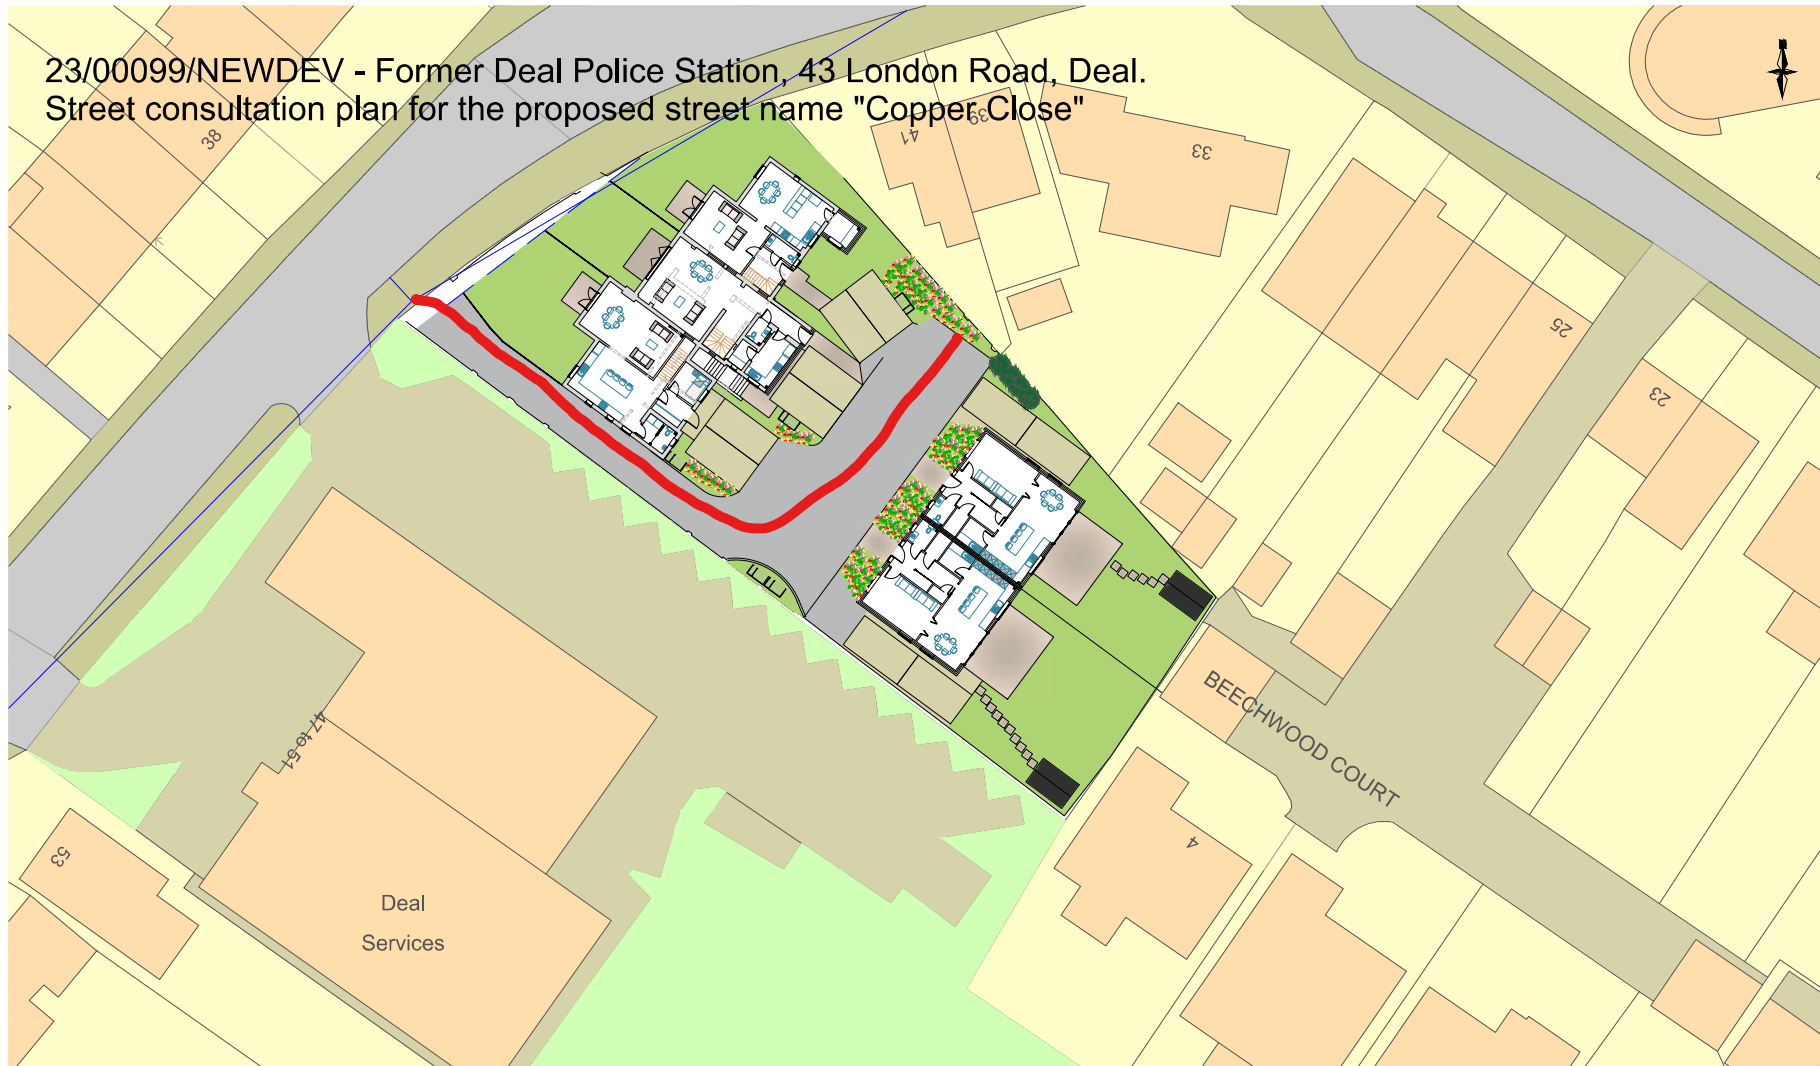 23/00099/NEWDEV - Former Deal Police Station, 43 London Road, Deal.
Street consultation plan for the proposed street name "Copper Close"
38
41
39
33
25
23
BEECHWOOD COURT
4
47 to 51
53
Deal
Services